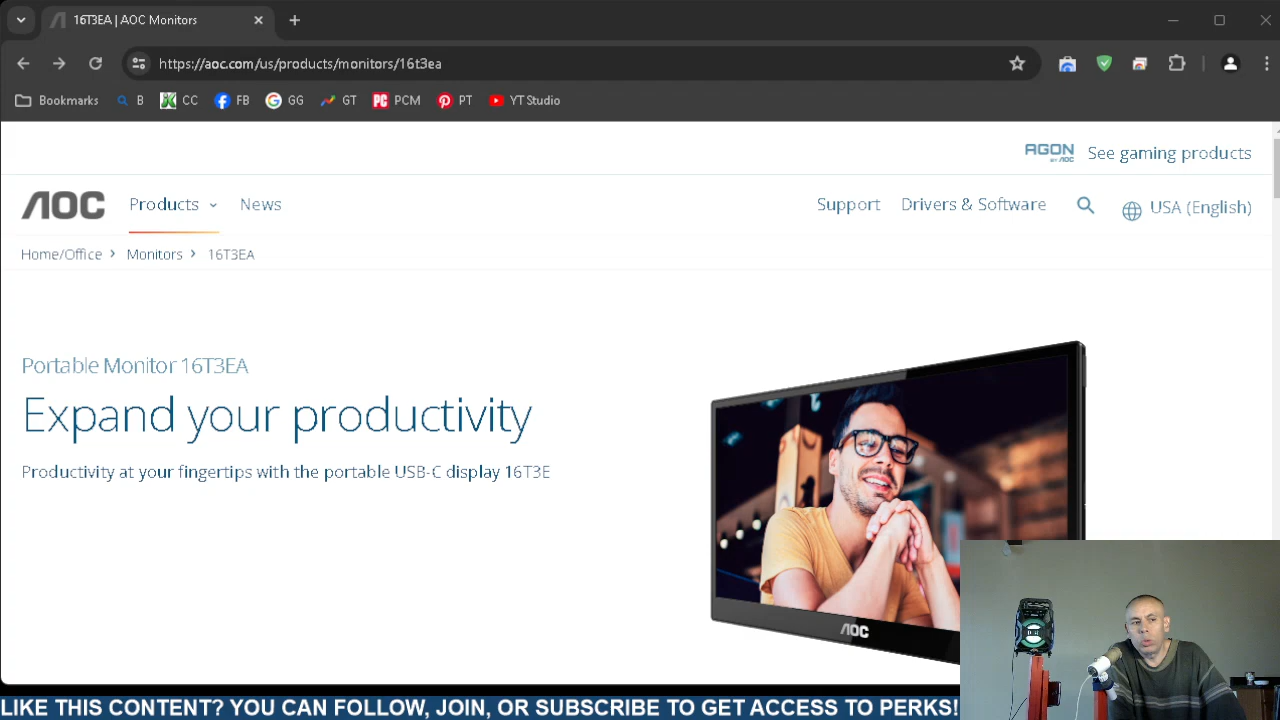 16T3EA | AOC Monitors
https://aoc.com/us/products/monitors/16t3ea
Bookmarks B CC FB GG GT PC PCM PT YT Studio
AGON BY AOC See gaming products
AOC Products News Support Drivers & Software USA (English)
Home/Office > Monitors > 16T3EA
Portable Monitor 16T3EA
Expand your productivity
Productivity at your fingertips with the portable USB-C display 16T3E
AOC
LIKE THIS CONTENT? YOU CAN FOLLOW, JOIN, OR SUBSCRIBE TO GET ACCESS TO PERKS!